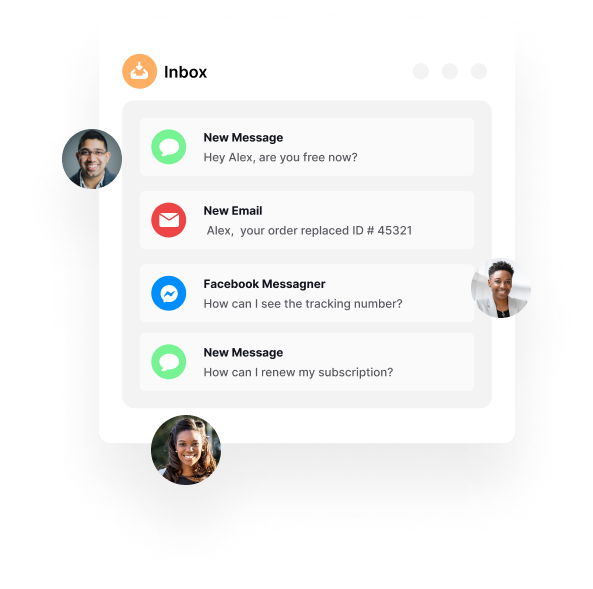 Inbox
New Message
Hey Alex, are you free now?
New Email
Alex, your order replaced ID # 45321
Facebook Messagner
How can I see the tracking number?
New Message
How can I renew my subscription?